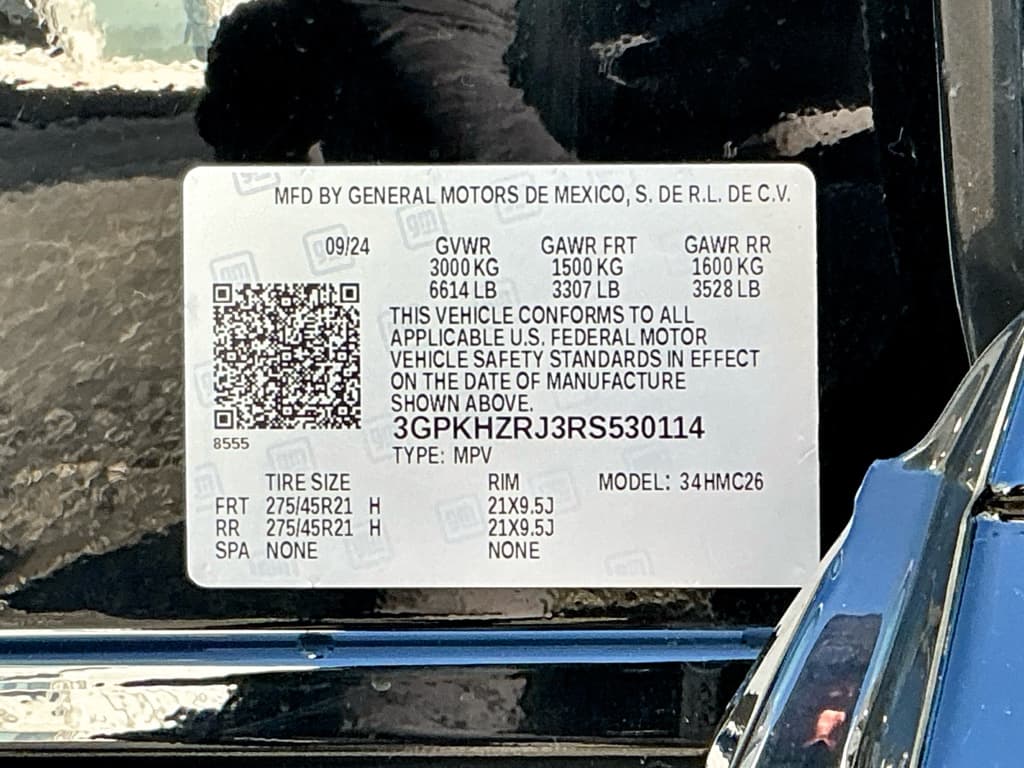 MFD BY GENERAL MOTORS DE MEXICO, S. DE R.L. DE C.V.
09/24 GVWR GAWR FRT GAWR RR
3000 KG 1500 KG 1600 KG
6614 LB 3307 LB 3528 LB
THIS VEHICLE CONFORMS TO ALL
APPLICABLE U.S. FEDERAL MOTOR
VEHICLE SAFETY STANDARDS IN EFFECT
ON THE DATE OF MANUFACTURE
SHOWN ABOVE.
3GPKHZRJ3RS530114
8555
TYPE: MPV
TIRE SIZE RIM MODEL: 34HMC26
FRT 275/45R21 H 21X9.5J
RR 275/45R21 H 21X9.5J
SPA NONE NONE